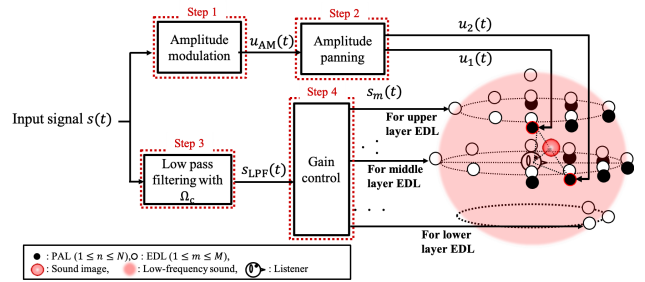 Step 1
Amplitude
modulation
u_AM(t)
Step 2
Amplitude
panning
u_2(t)
u_1(t)
Input signal s(t)
Step 3
Low pass
filtering with
Ω_c
s_LPF(t)
Step 4
Gain
control
s_m(t)
For upper
layer EDL
. . .
For middle
layer EDL
. . .
For lower
layer EDL
● : PAL (1 ≤ n ≤ N), ○ : EDL (1 ≤ m ≤ M),
: Sound image, : Low-frequency sound, : Listener